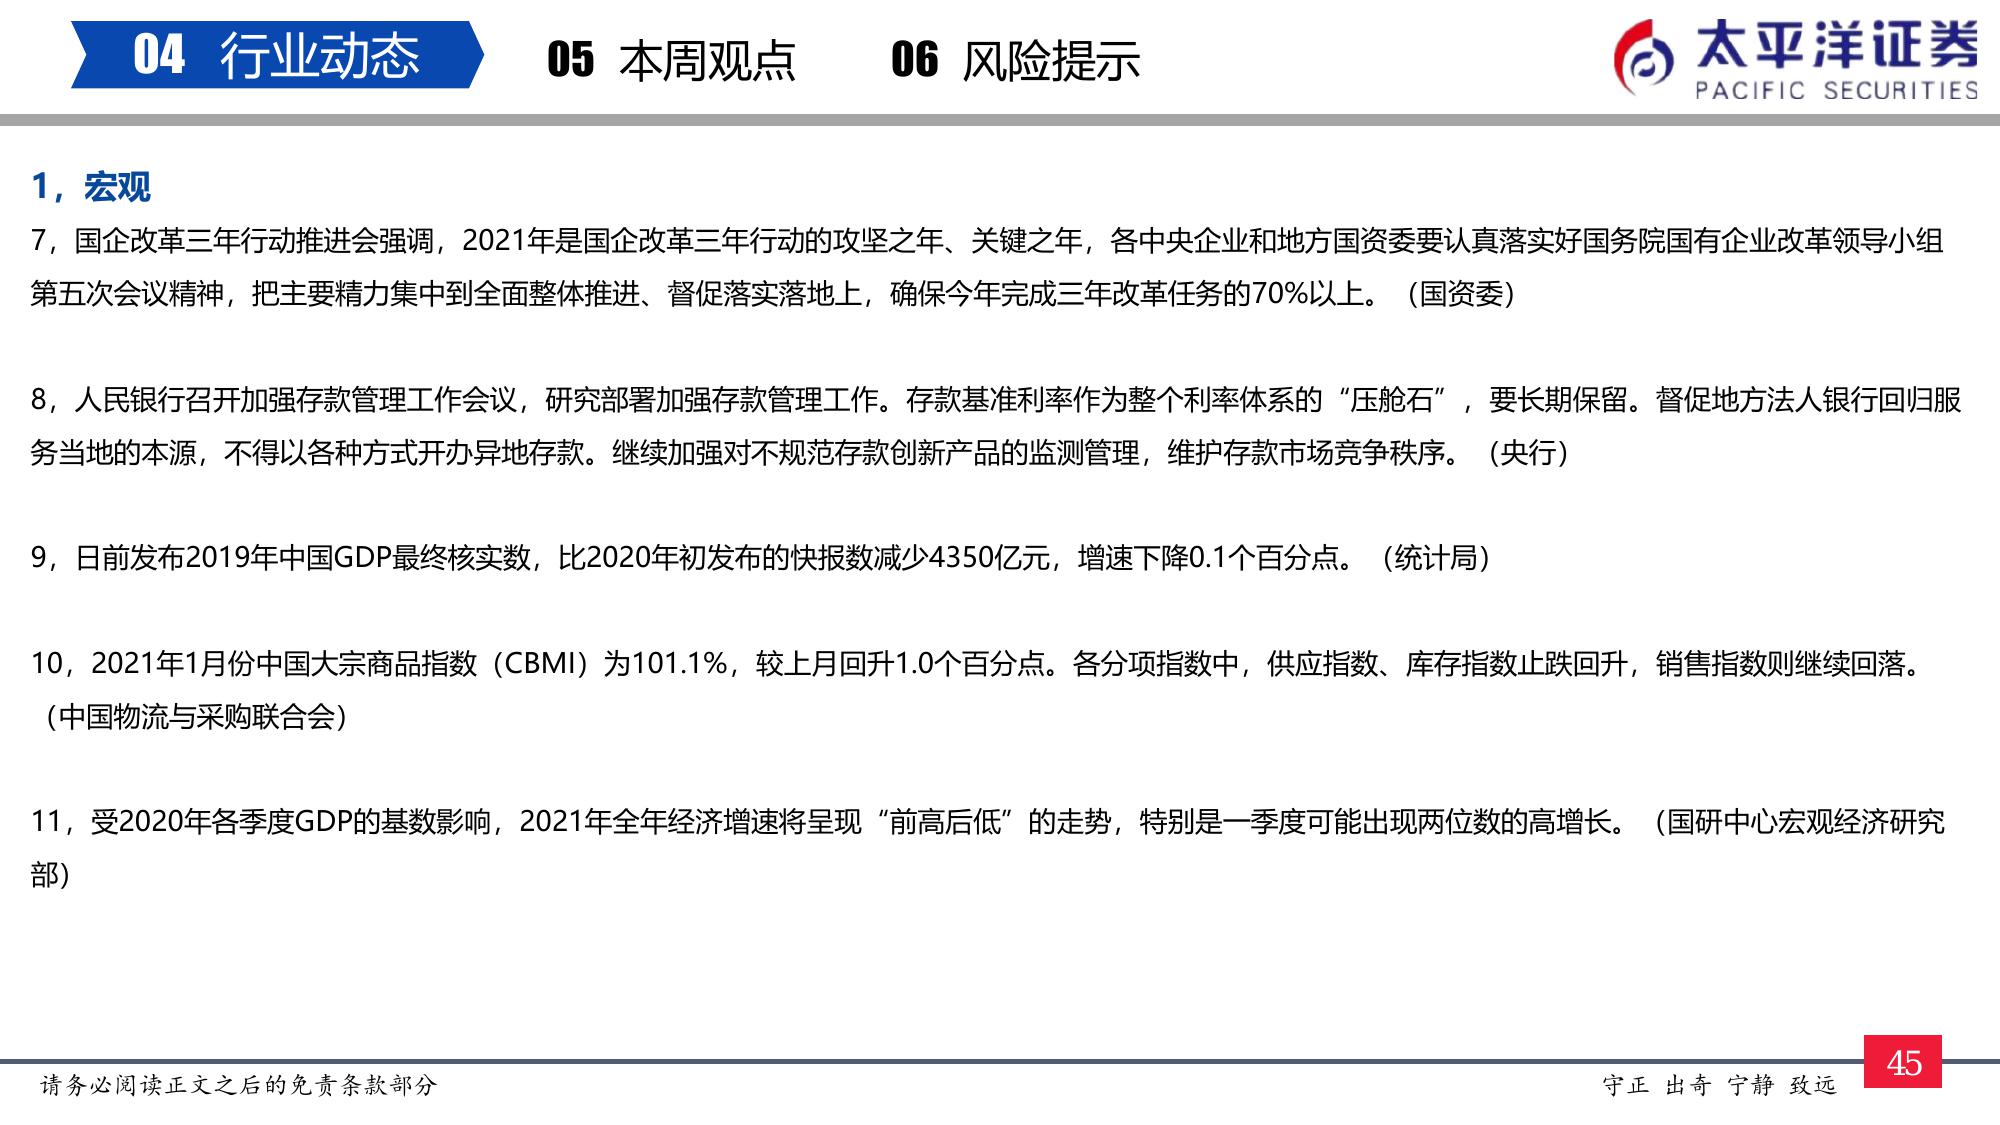 04 行业动态 05 本周观点 06 风险提示
太平洋证券
PACIFIC SECURITIES
1，宏观
7，国企改革三年行动推进会强调，2021年是国企改革三年行动的攻坚之年、关键之年，各中央企业和地方国资委要认真落实好国务院国有企业改革领导小组
第五次会议精神，把主要精力集中到全面整体推进、督促落实落地上，确保今年完成三年改革任务的70%以上。（国资委）
8，人民银行召开加强存款管理工作会议，研究部署加强存款管理工作。存款基准利率作为整个利率体系的“压舱石”，要长期保留。督促地方法人银行回归服
务当地的本源，不得以各种方式开办异地存款。继续加强对不规范存款创新产品的监测管理，维护存款市场竞争秩序。（央行）
9，日前发布2019年中国GDP最终核实数，比2020年初发布的快报数减少4350亿元，增速下降0.1个百分点。（统计局）
10，2021年1月份中国大宗商品指数（CBMI）为101.1%，较上月回升1.0个百分点。各分项指数中，供应指数、库存指数止跌回升，销售指数则继续回落。
（中国物流与采购联合会）
11，受2020年各季度GDP的基数影响，2021年全年经济增速将呈现“前高后低”的走势，特别是一季度可能出现两位数的高增长。（国研中心宏观经济研究
部）
请务必阅读正文之后的免责条款部分
守正 出奇 宁静 致远
45